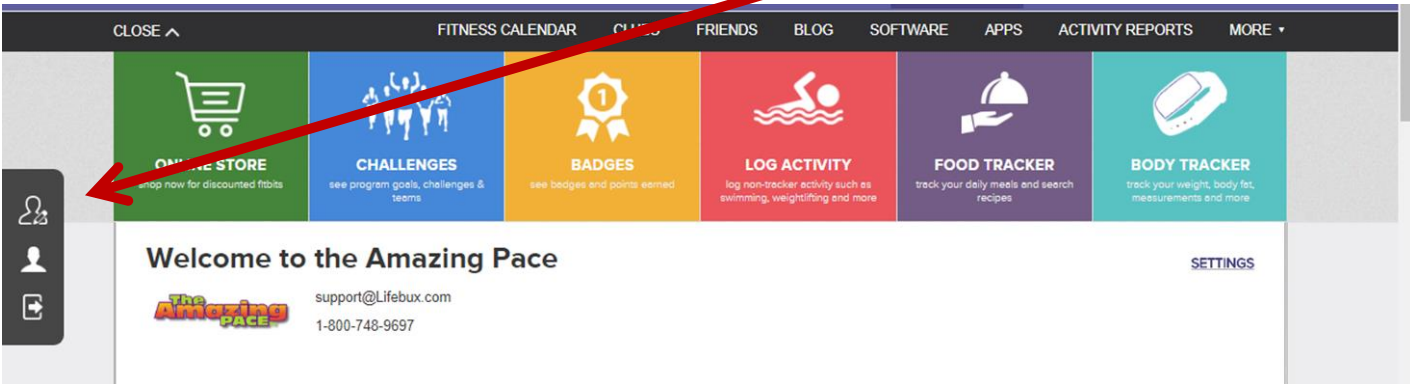 CLOSE
FITNESS CALENDAR CLUES FRIENDS BLOG SOFTWARE APPS ACTIVITY REPORTS MORE
1
ONLINE STORE
shop now for discounted fitbits
CHALLENGES
see program goals, challenges &
teams
BADGES
see badges and points earned
LOG ACTIVITY
log non-tracker activity such as
swimming, weightlifting and more
FOOD TRACKER
track your daily meals and search
recipes
BODY TRACKER
track your weight, body fat,
measurements and more
Welcome to the Amazing Pace
SETTINGS
The
Amazing
PACE
support@Lifebux.com
1-800-748-9697